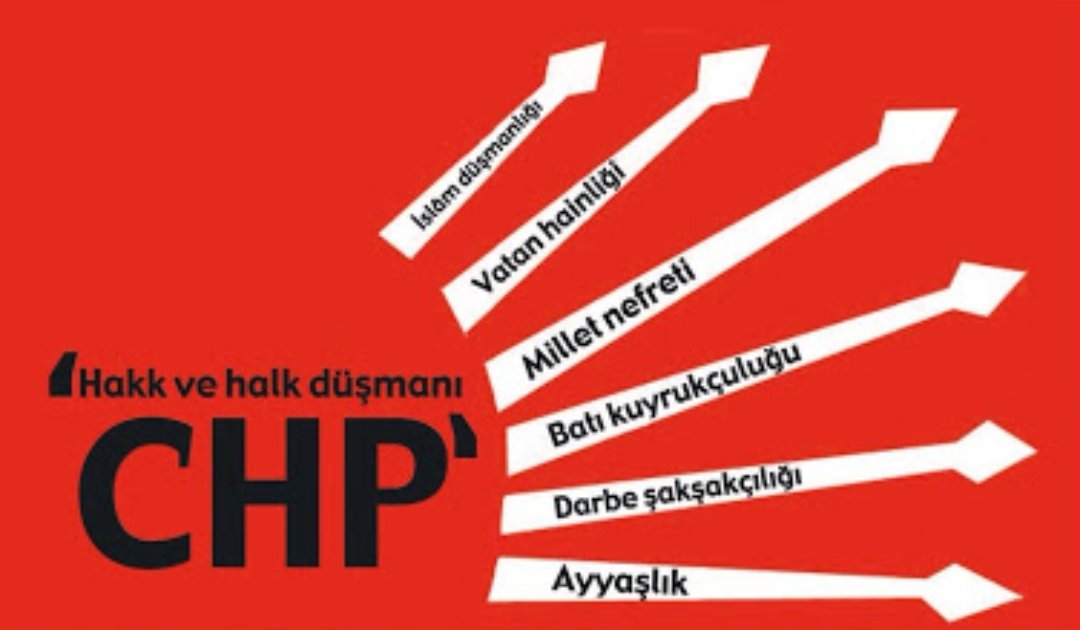 İslâm düşmanlığı
Vatan hainliği
Millet nefreti
Batı kuyrukçuluğu
Darbe şakşakçılığı
Ayyaşlık
‘Hakk ve halk düşmanı
CHP‘